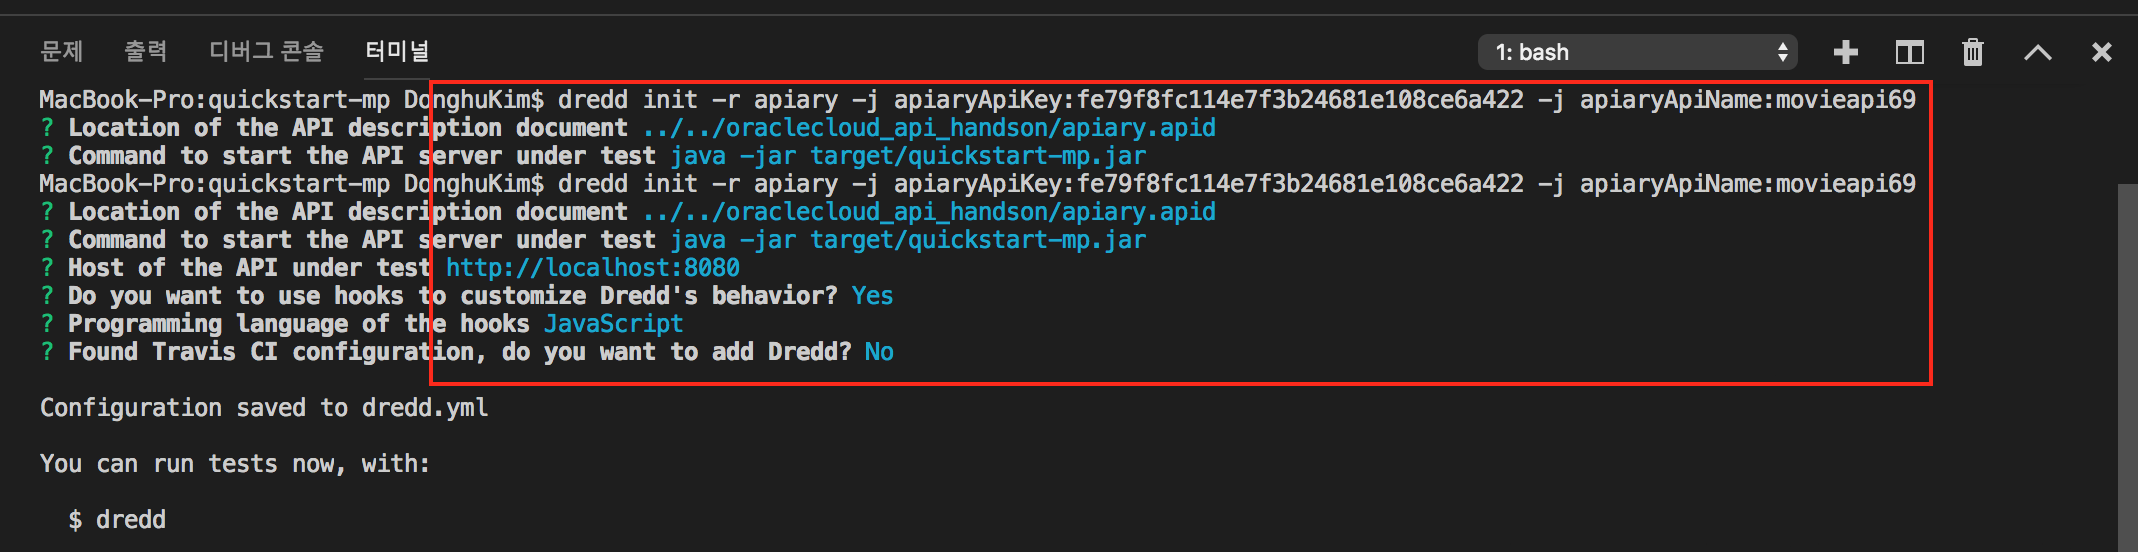 문제 출력 디버그 콘솔 터미널 1: bash
MacBook-Pro:quickstart-mp DonghuKim$ dredd init -r apiary -j apiaryApiKey:fe79f8fc114e7f3b24681e108ce6a422 -j apiaryApiName:movieapi69
? Location of the API description document ../../oraclecloud_api_handson/apiary.apid
? Command to start the API server under test java -jar target/quickstart-mp.jar
MacBook-Pro:quickstart-mp DonghuKim$ dredd init -r apiary -j apiaryApiKey:fe79f8fc114e7f3b24681e108ce6a422 -j apiaryApiName:movieapi69
? Location of the API description document ../../oraclecloud_api_handson/apiary.apid
? Command to start the API server under test java -jar target/quickstart-mp.jar
? Host of the API under test http://localhost:8080
? Do you want to use hooks to customize Dredd's behavior? Yes
? Programming language of the hooks JavaScript
? Found Travis CI configuration, do you want to add Dredd? No
Configuration saved to dredd.yml
You can run tests now, with:
$ dredd